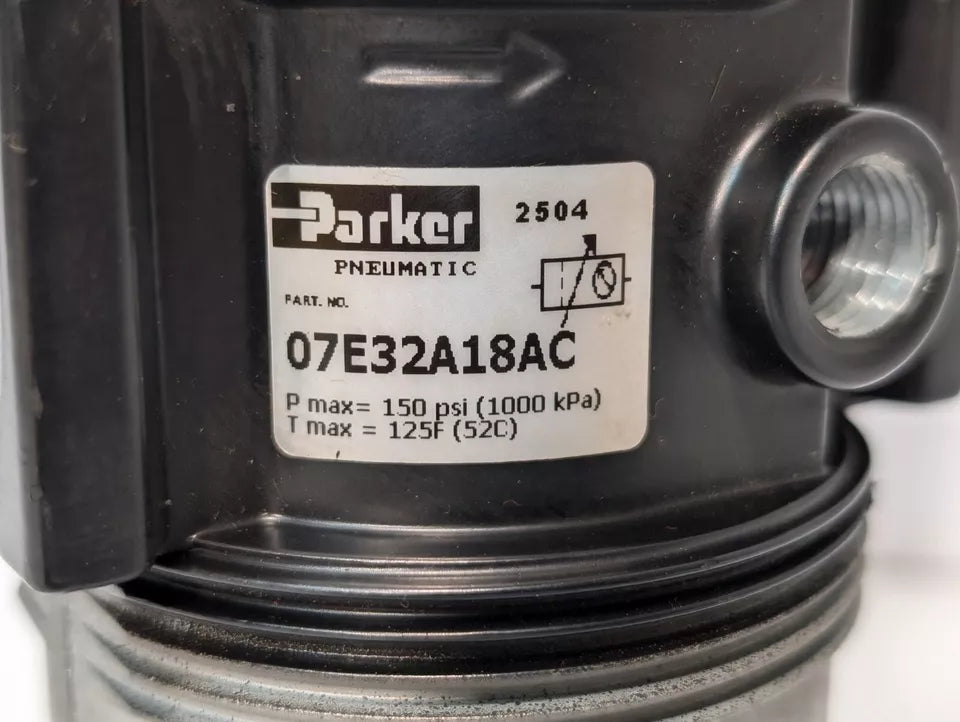 Parker
2504
PNEUMATIC
PART. NO.
07E32A18AC
P max= 150 psi (1000 kPa)
T max = 125F (52C)